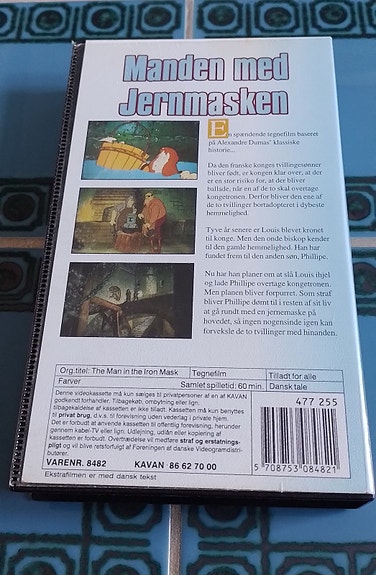 Manden med
Jernmasken
En spændende tegnefilm baseret
på Alexandre Dumas' klassiske
historie...
Da den franske konges tvillingesønner
bliver født, er kongen klar over, at der
er en stor risiko for, at der bliver
ballade, når en af de to skal overtage
kongetronen. Derfor bliver den ene af
de to tvillinger bortadopteret i dybeste
hemmelighed.
Tyve år senere er Louis blevet kronet
til konge. Men den onde biskop kender
til den gamle hemmelighed. Han har
fundet frem til den anden søn, Phillipe.
Nu har han planer om at slå Louis ihjel
og lade Phillipe overtage kongetronen.
Men planen bliver forpurret. Som straf
bliver Phillipe dømt til i resten af sit liv
at gå rundt med en jernemaske på
hovedet, så ingen nogensinde igen kan
forveksle de to tvillinger med hinanden.
Org.titel: The Man in the Iron Mask Tegnefilm Tilladt for alle
Farver Samlet spilletid: 60 min. Dansk tale
Denne videokassette må kun sælges til privatpersoner af en af KAVAN
godkendt forhandler. Tilbagekøb, ombytning eller lign.
tilbagekaldelse af kassetten er ikke tilladt. Kassetten må kun benyttes
til privat brug, d.v.s. til foreviisning uden vederlag i private hjem.
Det er forbudt at anvende kassetten til offentlig forevisning, herunder
gennem kabel-TV eller lign. Udlejning, udlån eller kopiering af
kassetten er forbudt. Overtrædelse vil medføre straf og erstatnings-
pligt og vil blive retsforfulgt af Foreningen af danske Videogramdistri-
butører.
VARENR. 8482 KAVAN · 86 62 70 00
477 255
5 708753 084821
Ekstrafilmen er med dansk tekst